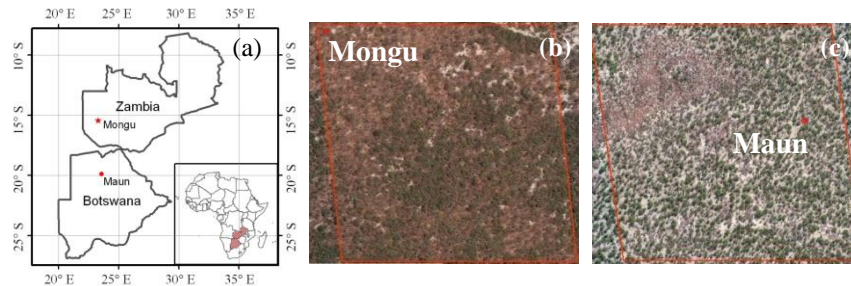 15° E 20° E 25° E 30° E 35° E
(a)
10° S
15° S
20° S
25° S
10° S
15° S
20° S
25° S
Zambia
Mongu
Maun
Botswana
20° E 25° E 30° E 35° E
Mongu
(b)
(c)
Maun